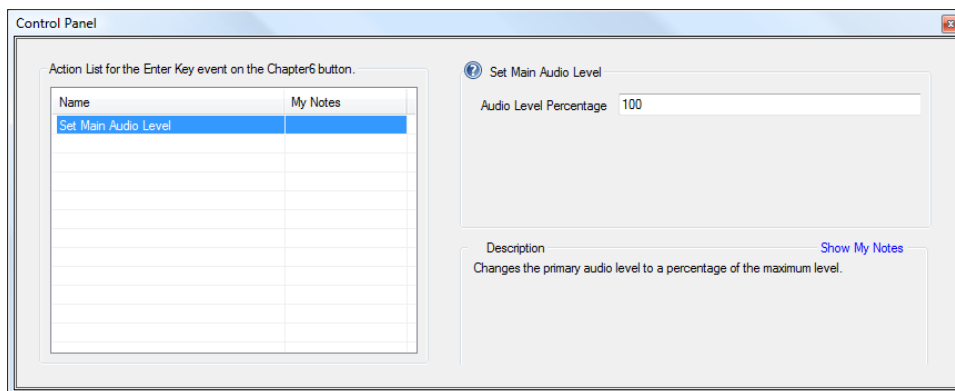 Control Panel
Action List for the Enter Key event on the Chapter6 button.
Name My Notes
Set Main Audio Level
Set Main Audio Level
Audio Level Percentage 100
Description Show My Notes
Changes the primary audio level to a percentage of the maximum level.